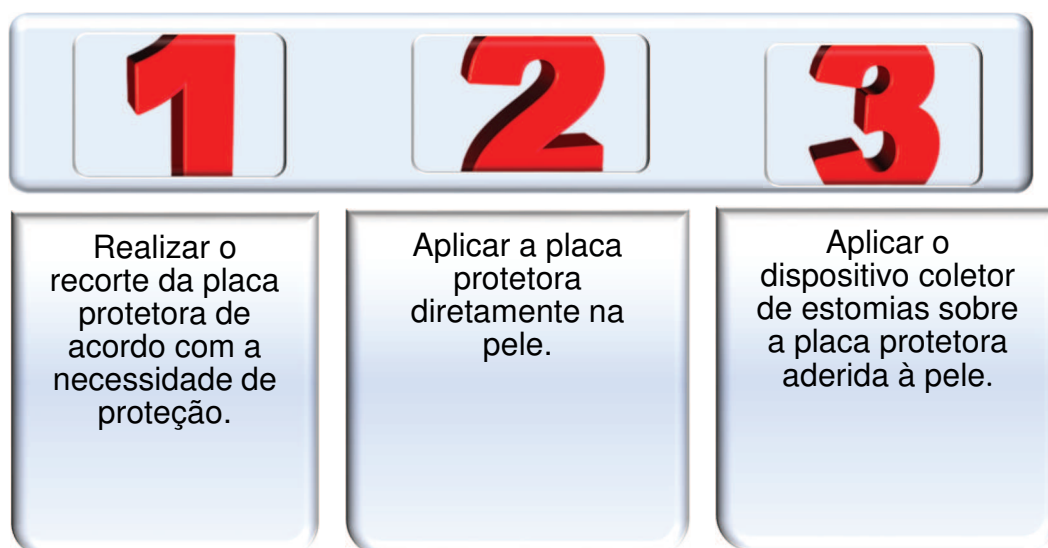 1
2
3
Realizar o
recorte da placa
protetora de
acordo com a
necessidade de
proteção.
Aplicar a placa
protetora
diretamente na
pele.
Aplicar o
dispositivo coletor
de estomias sobre
a placa protetora
aderida à pele.